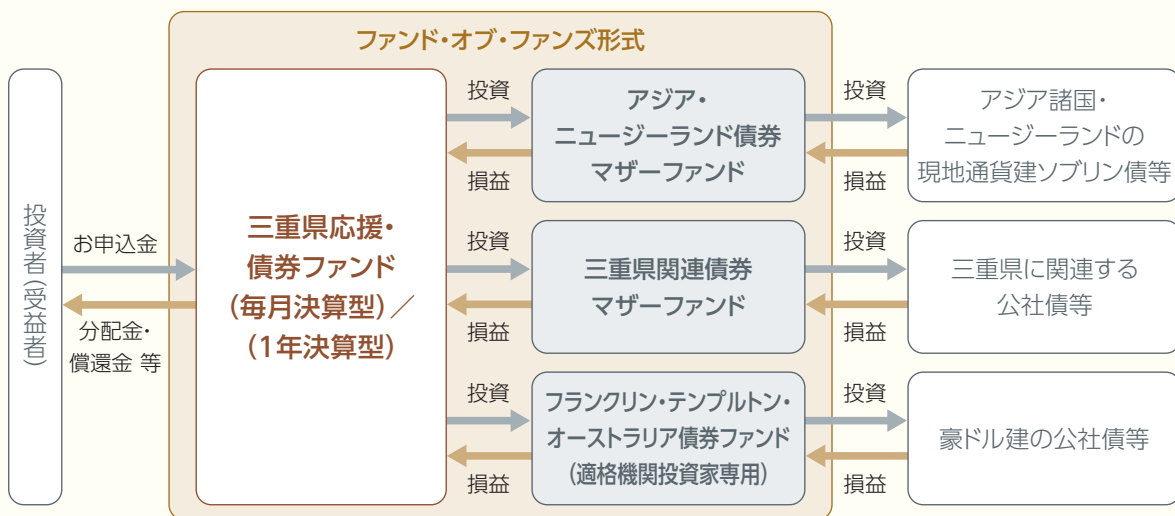 ファンド・オブ・ファンズ形式
投資者(受益者)
お申込金
分配金・
償還金 等
三重県応援・
債券ファンド
(毎月決算型)／
(1年決算型)
投資
損益
アジア・
ニュージーランド債券
マザーファンド
投資
損益
アジア諸国・
ニュージーランドの
現地通貨建ソブリン債等
投資
損益
三重県関連債券
マザーファンド
投資
損益
三重県に関連する
公社債等
投資
損益
フランクリン・テンプルトン・
オーストラリア債券ファンド
(適格機関投資家専用)
投資
損益
豪ドル建の公社債等